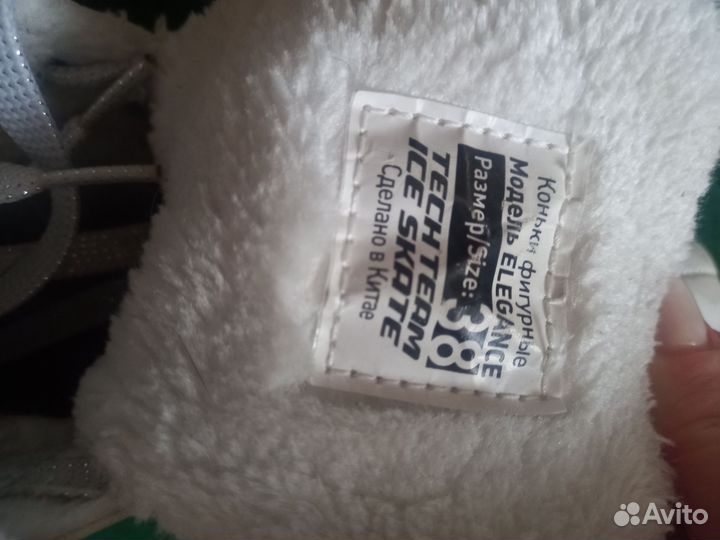 Коньки фигурные
Модель ELEGANCE
Размер/Size: 38
TECH TEAM
ICE SKATE
Сделано в Китае
Avito